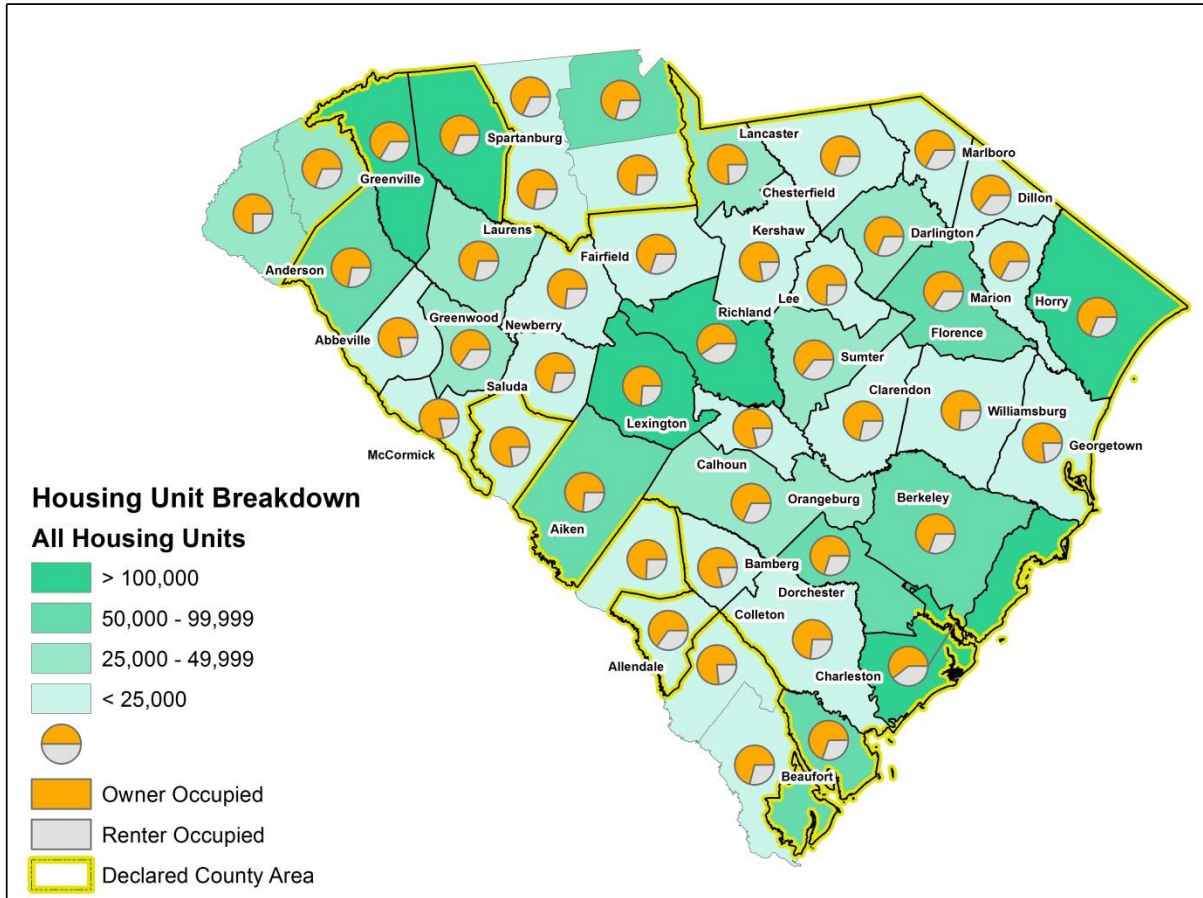 Spartanburg
Lancaster
Marlboro
Greenville
Chesterfield
Dillon
Laurens
Kershaw
Darlington
Fairfield
Anderson
Lee
Marion
Horry
Richland
Greenwood
Newberry
Florence
Abbeville
Sumter
Saluda
Clarendon
Williamsburg
Lexington
Georgetown
McCormick
Calhoun
Orangeburg
Berkeley
Aiken
Bamberg
Dorchester
Colleton
Allendale
Charleston
Beaufort
Housing Unit Breakdown
All Housing Units
> 100,000
50,000 - 99,999
25,000 - 49,999
< 25,000
Owner Occupied
Renter Occupied
Declared County Area